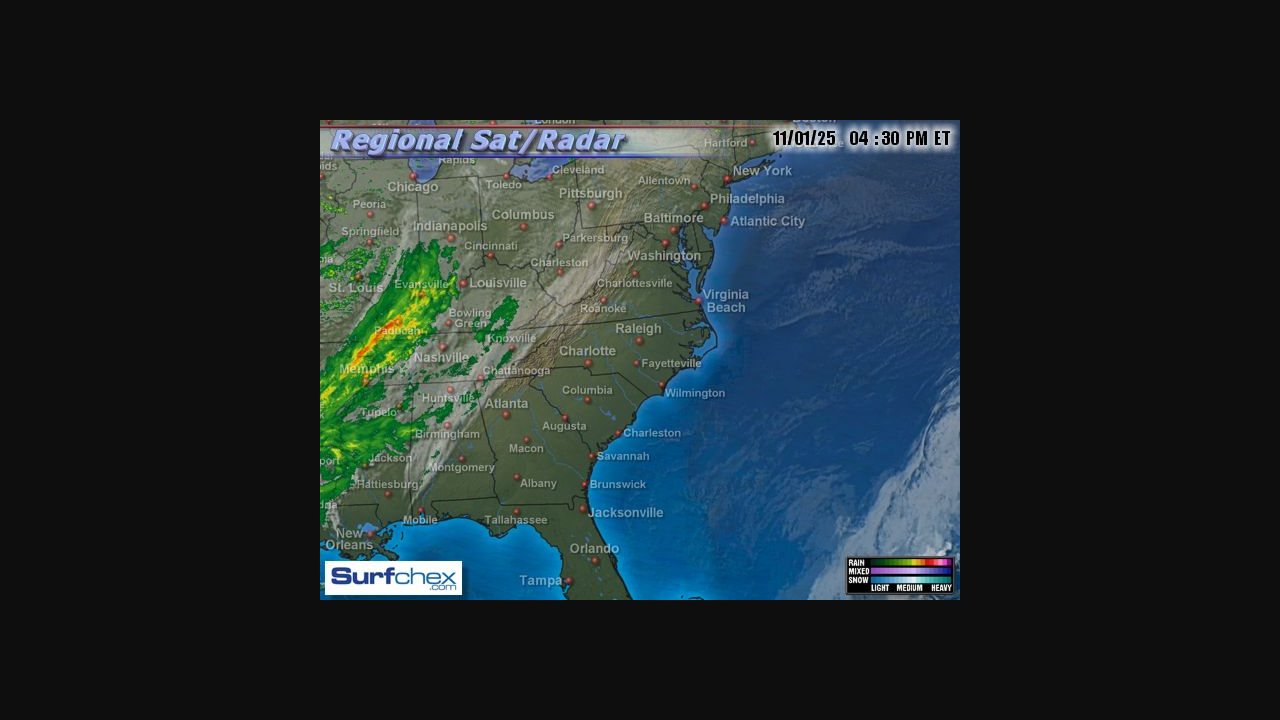 London
Boston
Regional Sat/Radar
11/01/25 04 :30 PM ET
Hartford
Rapids
Cleveland
New York
Chicago
Toledo
Allentown
Pittsburgh
Philadelphia
Peoria
Columbus
Baltimore
Atlantic City
Springfield
Indianapolis
Parkersburg
Cincinnati
Washington
Charleston
St. Louis
Evansville
Louisville
Charlottesville
Virginia
Beach
Roanoke
Bowling
Green
Paducah
Raleigh
Knoxville
Nashville
Charlotte
Fayetteville
Memphis
Chattanooga
Huntsville
Columbia
Wilmington
Tupelo
Atlanta
Birmingham
Augusta
Charleston
Macon
Jackson
Savannah
Montgomery
Hattiesburg
Albany
Brunswick
Mobile
Tallahassee
Jacksonville
New
Orleans
Orlando
Tampa
Surfchex
.com
RAIN
MIXED
SNOW
LIGHT MEDIUM HEAVY